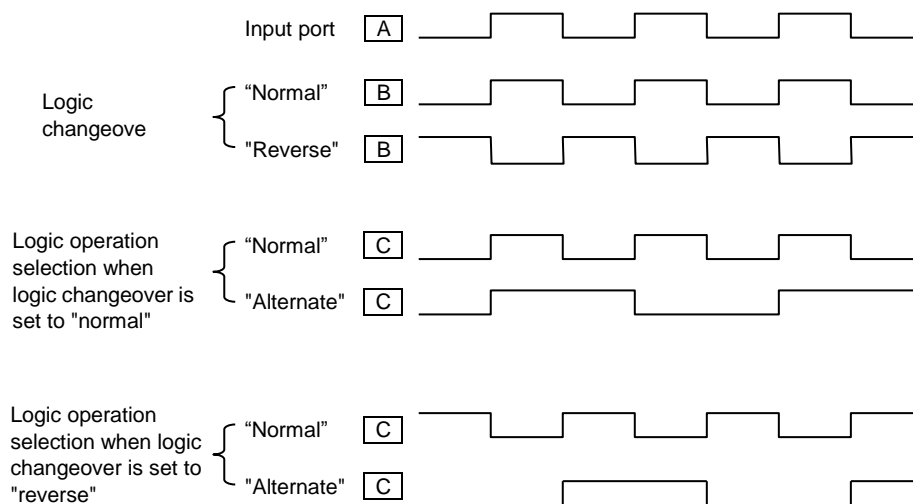 Input port A
Logic
changeove
“Normal” B
"Reverse" B
Logic operation
selection when
logic changeover is
set to "normal"
“Normal” C
"Alternate" C
Logic operation
selection when logic
changeover is set to
"reverse"
“Normal” C
"Alternate" C